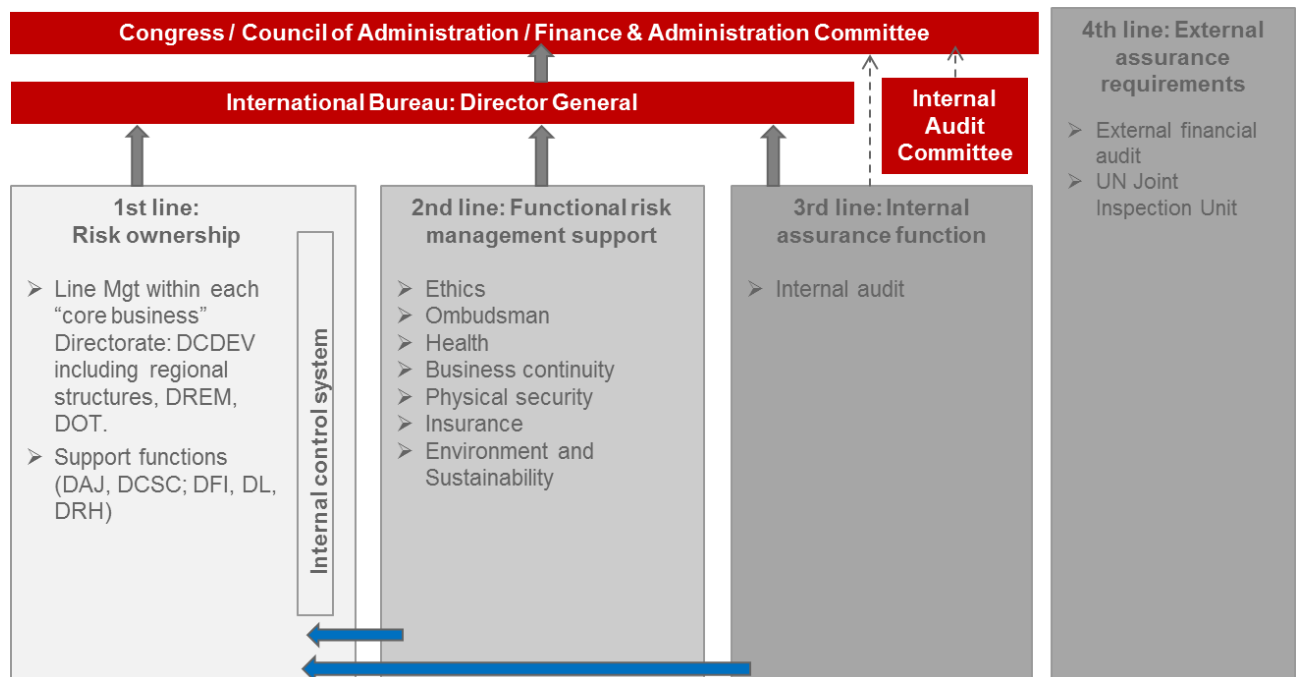 Congress / Council of Administration / Finance & Administration Committee
International Bureau: Director General
Internal
Audit
Committee
1st line:
Risk ownership
➢ Line Mgt within each
“core business”
Directorate: DCDEV
including regional
structures, DREM,
DOT.
➢ Support functions
(DAJ, DCSC; DFI, DL,
DRH)
Internal control system
2nd line: Functional risk
management support
➢ Ethics
➢ Ombudsman
➢ Health
➢ Business continuity
➢ Physical security
➢ Insurance
➢ Environment and
Sustainability
3rd line: Internal
assurance function
➢ Internal audit
4th line: External
assurance
requirements
➢ External financial
audit
➢ UN Joint
Inspection Unit